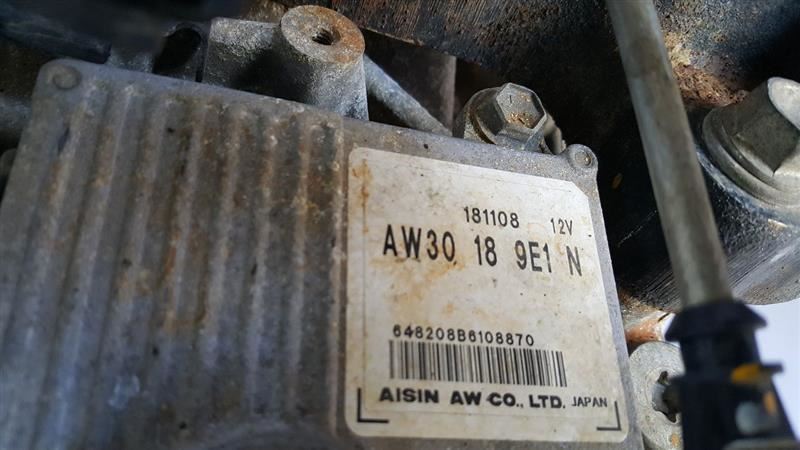 181108 12V
AW30 18 9E1 N
648208B6108870
AISIN AW CO., LTD. JAPAN